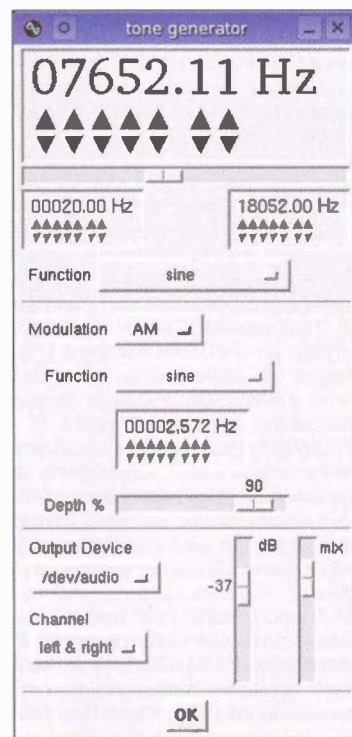 tone generator
07652.11 Hz
00020.00 Hz 18052.00 Hz
Function sine
Modulation AM
Function sine
00002,572 Hz
90
Depth %
Output Device dB mix
/dev/audio
-37
Channel
left & right
OK